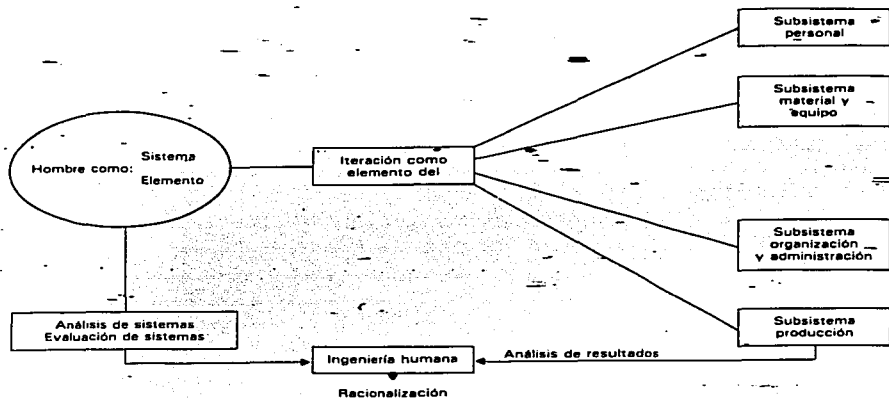 Subsistema
personal
Subsistema
material y
equipo
Hombre como:
Sistema
Elemento
Iteración como
elemento del
Subsistema
organización
y administración
Análisis de sistemas
Evaluación de sistemas
Subsistema
producción
Ingeniería humana
Análisis de resultados
Racionalización